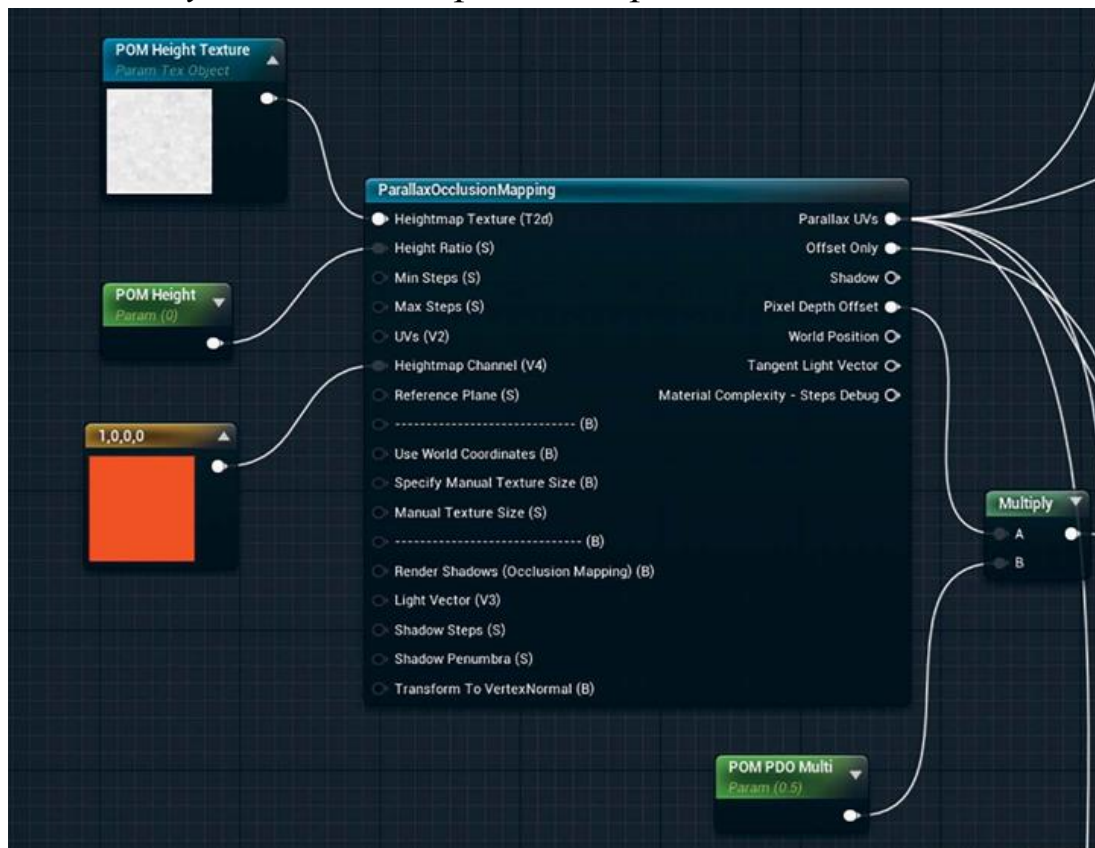 POM Height Texture
Param Tex Object
ParallaxOcclusionMapping
Heightmap Texture (T2d)
Parallax UVs
Height Ratio (S)
Offset Only
Min Steps (S)
Shadow
POM Height
Param (0)
Max Steps (S)
Pixel Depth Offset
UVs (V2)
World Position
Heightmap Channel (V4)
Tangent Light Vector
Reference Plane (S)
Material Complexity - Steps Debug
---------------------------- (B)
1,0,0,0
Use World Coordinates (B)
Specify Manual Texture Size (B)
Manual Texture Size (S)
----------------------------- (B)
Multiply
A
B
Render Shadows (Occlusion Mapping) (B)
Light Vector (V3)
Shadow Steps (S)
Shadow Penumbra (S)
Transform To VertexNormal (B)
POM PDO Multi
Param (0.5)